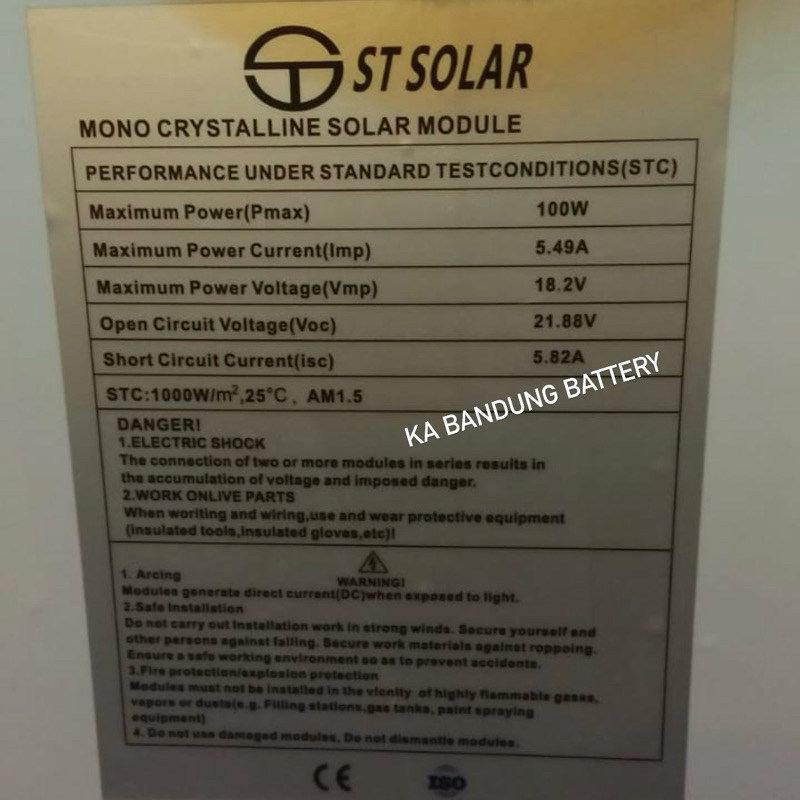 ST SOLAR
MONO CRYSTALLINE SOLAR MODULE
PERFORMANCE UNDER STANDARD TESTCONDITIONS(STC)
Maximum Power(Pmax) 100W
Maximum Power Current(Imp) 5.49A
Maximum Power Voltage(Vmp) 18.2V
Open Circuit Voltage(Voc) 21.88V
Short Circuit Current(isc) 5.82A
STC:1000W/m²,25°C, AM1.5
KA BANDUNG BATTERY
DANGER!
1.ELECTRIC SHOCK
The connection of two or more modules in series results in
the accumulation of voltage and imposed danger.
2.WORK ONLIVE PARTS
When woriting and wiring,use and wear protective equipment
(insulated tools,insulated gloves,etc)!
WARNING!
1. Arcing
Modules generate direct current(DC)when exposed to light.
2.Safe Installation
Do not carry out Installation work in strong winds. Secure yourself and
other persons against falling. Secure work materials against roppoing.
Ensure a safe working environment so as to prevent accidents.
3.Fire protection/explosion protection
Modules must not be installed in the vicnity of highly flammable gases,
vapors or dusts(e.g. Filling stations,gas tanks, paint spraying
equipment)
4. Do not use damaged modules, Do not dismantle modules.
CE ISO